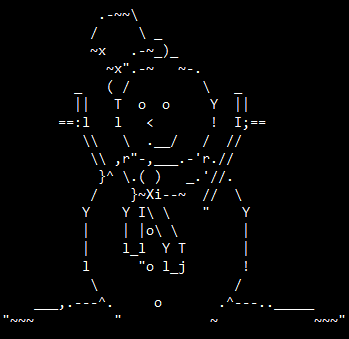 .-~~\
           /     \ _
           ~x   .-~_)_
             ~x".-~   ~-.
         _   ( /         \   _
         ||   T  o  o     Y  ||
       ==:l   l   <       !  I;==
          \\   \  .__/   /  //
           \\ ,r"-,___.-'r.//
            }^ \.( )   _.'//.
           /    }~Xi--~  //  \
          Y    Y I\ \    "    Y
          |    | |o\ \        |
          |    l_l  Y T       |
          l      "o l_j       !
           \                 /
    ___,.---^.     o       .^---.._____
"~~~          "           ~            ~~~"